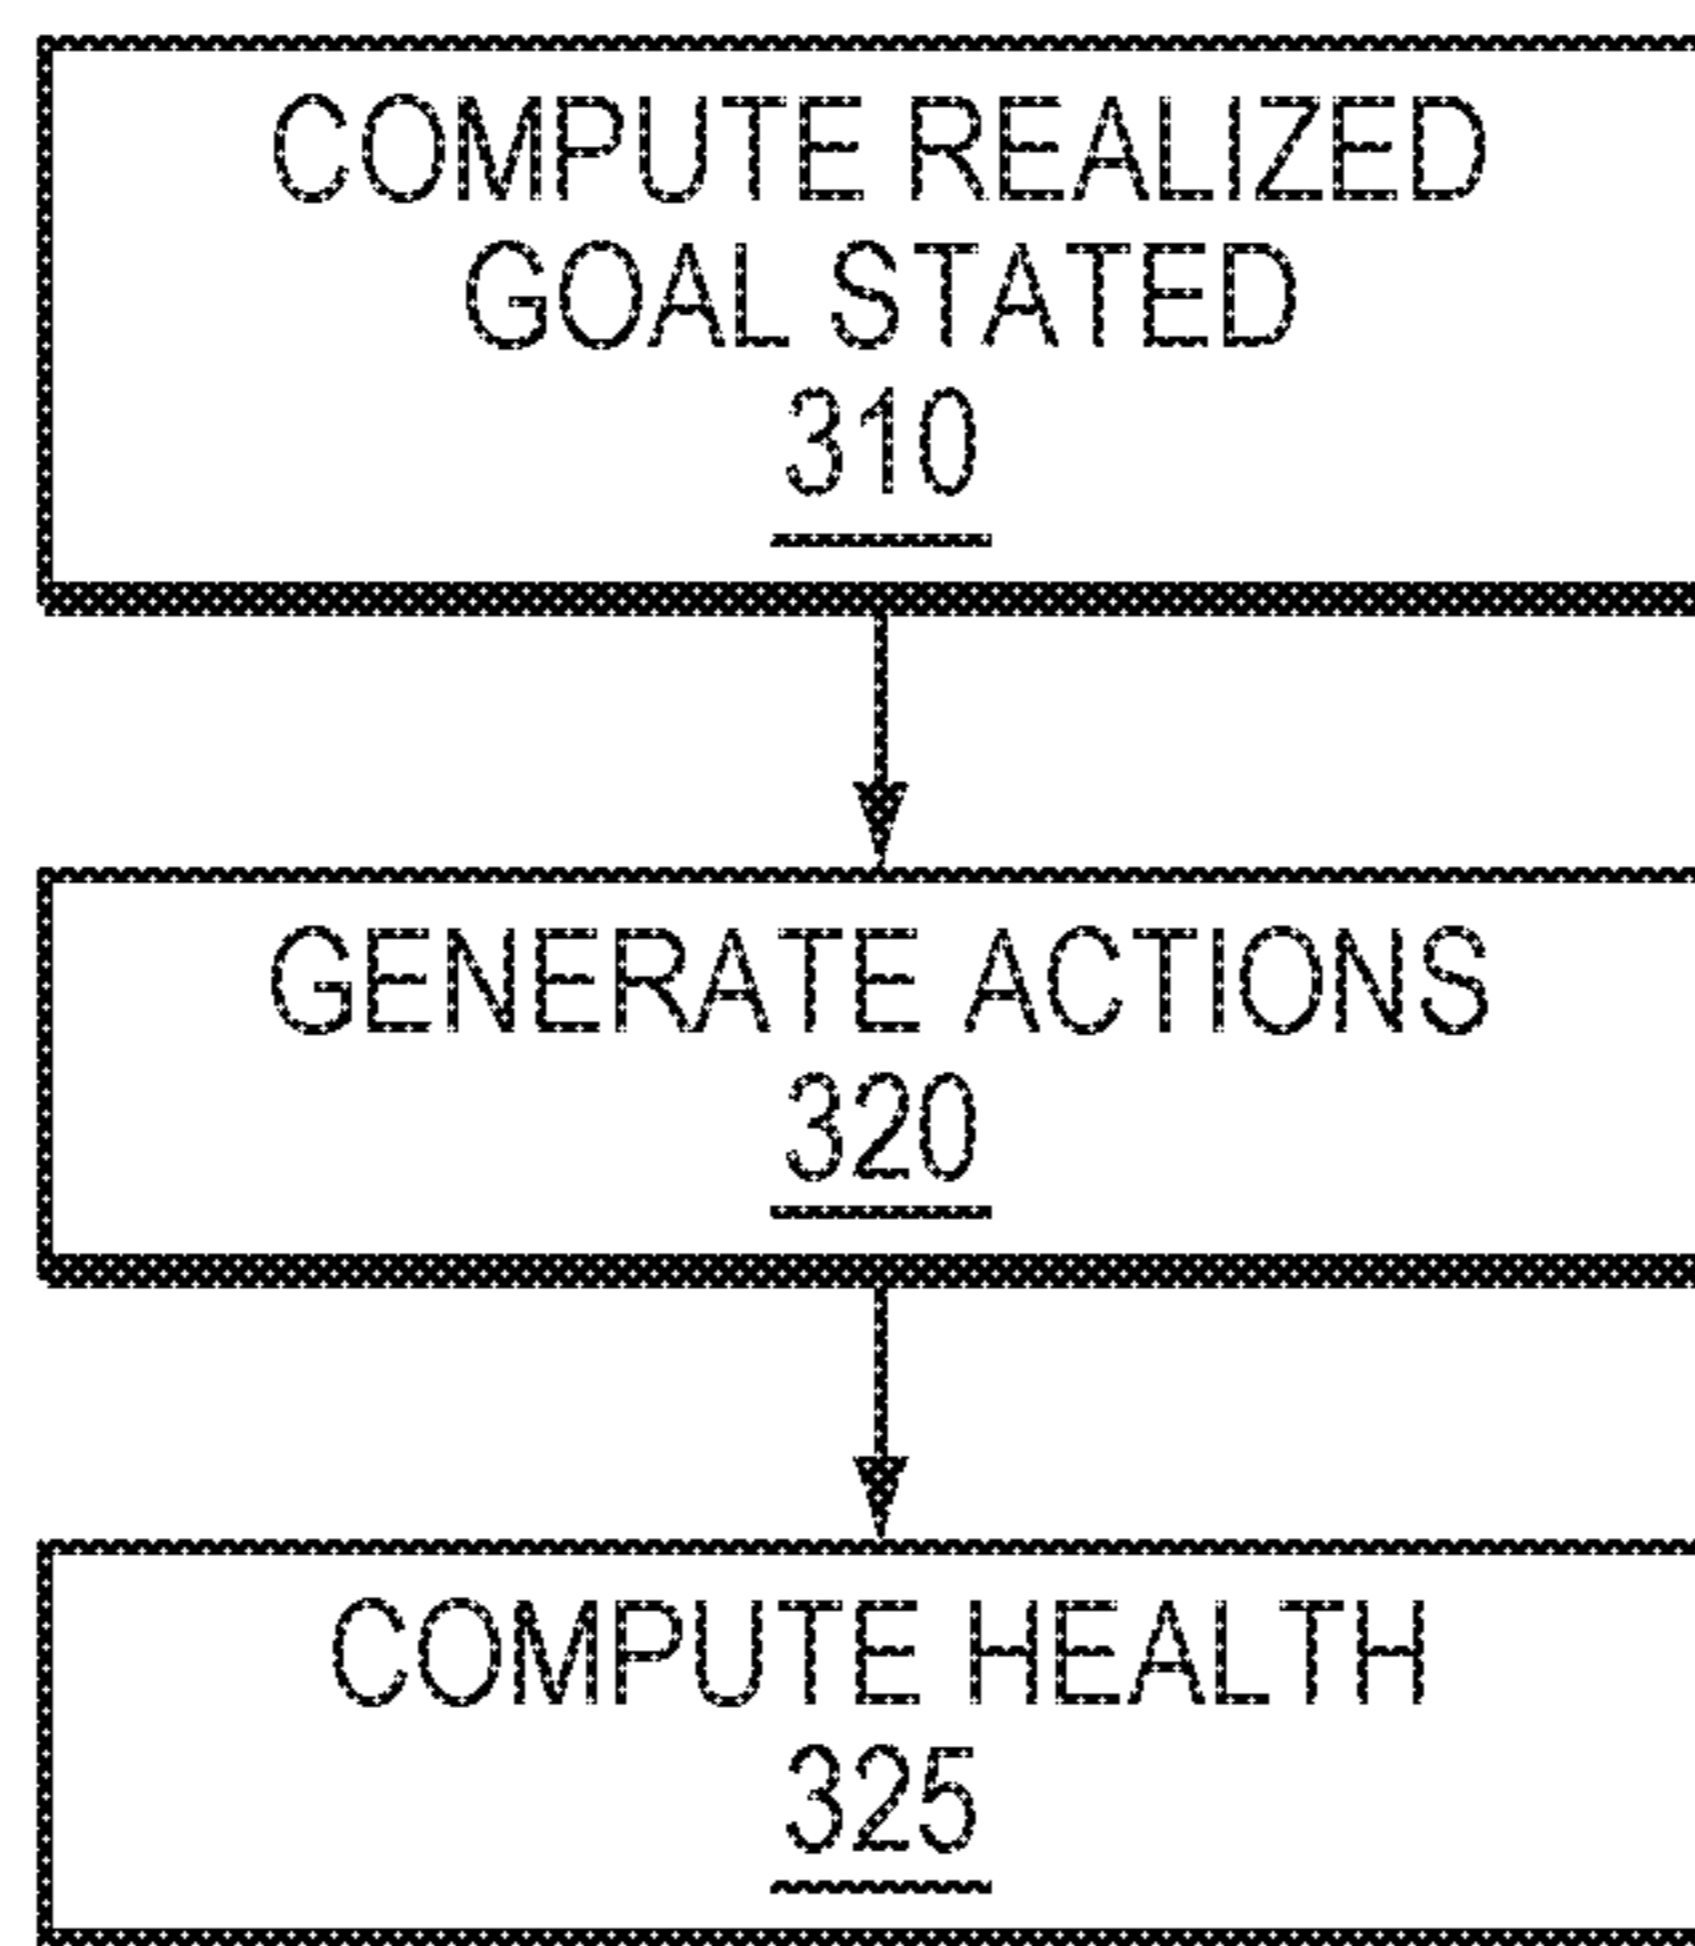 COMPUTE REALIZED
GOAL STATED
310
GENERATE ACTIONS
320
COMPUTE HEALTH
325